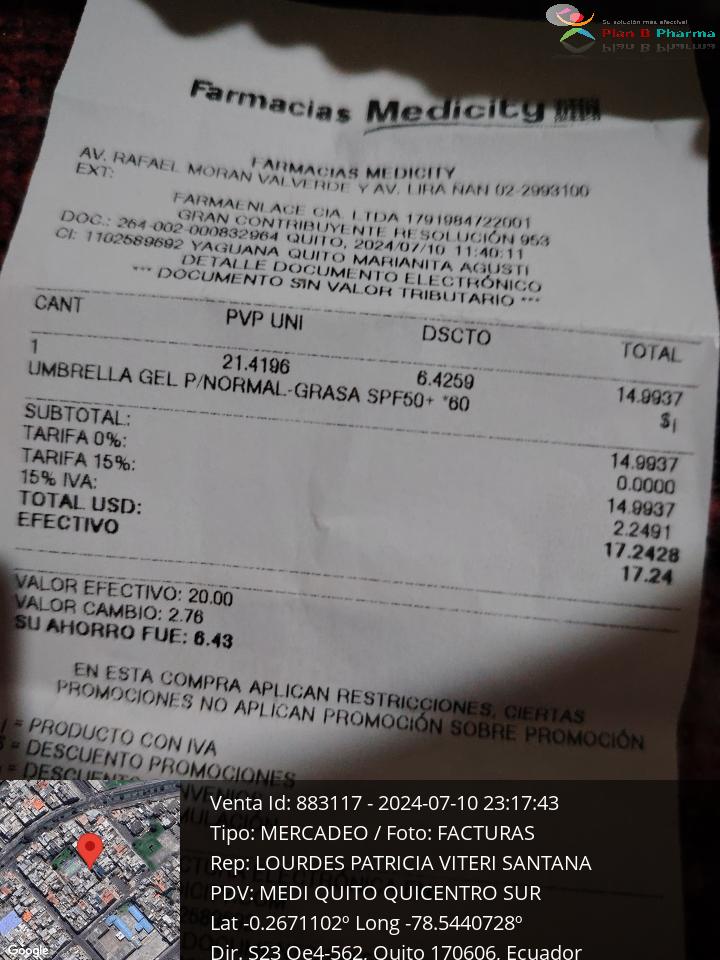 Su solución más efectiva!
Plan B Pharma
Farmacias Medicity
FARMACIAS MEDICITY
AV. RAFAEL MORAN VALVERDE Y AV. LIRA ÑAN 02-2993100
EXT:
FARMAENLACE CIA. LTDA 1791984722001
GRAN CONTRIBUYENTE RESOLUCIÓN 953
DOC.: 264-002-000832964 QUITO, 2024/07/10 11:40:11
CI: 1102589692 YAGUANA QUITO MARIANITA AGUSTI
DETALLE DOCUMENTO ELECTRÓNICO
*** DOCUMENTO SIN VALOR TRIBUTARIO ***
CANT PVP UNI DSCTO TOTAL
1 21.4196 6.4259 14.9937
UMBRELLA GEL P/NORMAL-GRASA SPF50+ *60 $¡
SUBTOTAL: 14.9937
TARIFA 0%: 0.0000
TARIFA 15%: 14.9937
15% IVA: 2.2491
TOTAL USD: 17.2428
EFECTIVO 17.24
VALOR EFECTIVO: 20.00
VALOR CAMBIO: 2.76
SU AHORRO FUE: 6.43
EN ESTA COMPRA APLICAN RESTRICCIONES, CIERTAS
PROMOCIONES NO APLICAN PROMOCIÓN SOBRE PROMOCIÓN
= PRODUCTO CON IVA
= DESCUENTO PROMOCIONES
= DESCUENTO
Venta Id: 883117 - 2024-07-10 23:17:43
Tipo: MERCADEO / Foto: FACTURAS
Rep: LOURDES PATRICIA VITERI SANTANA
PDV: MEDI QUITO QUICENTRO SUR
Lat -0.2671102º Long -78.5440728º
Dir. S23 Oe4-562, Quito 170606, Ecuador
Google